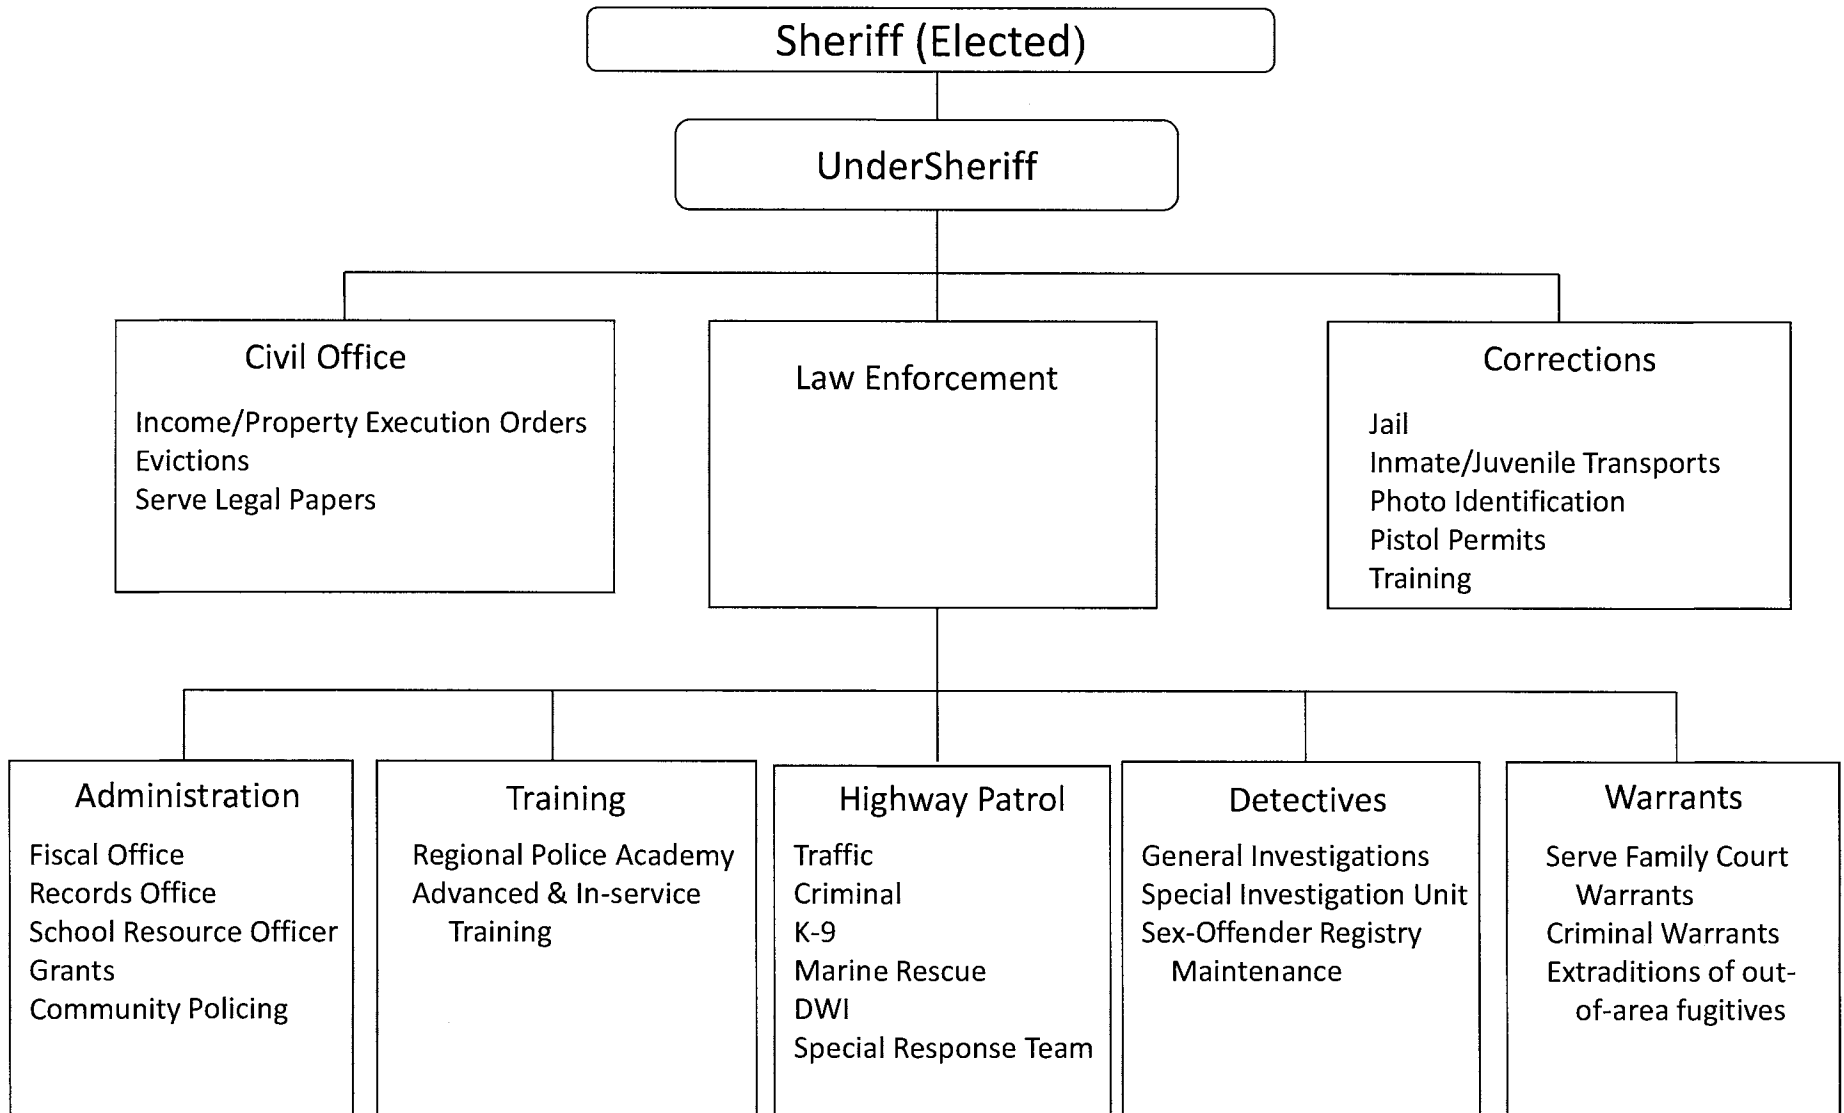 Sheriff (Elected)
UnderSheriff
Civil Office
Income/Property Execution Orders
Evictions
Serve Legal Papers
Law Enforcement
Corrections
Jail
Inmate/Juvenile Transports
Photo Identification
Pistol Permits
Training
Administration
Fiscal Office
Records Office
School Resource Officer
Grants
Community Policing
Training
Regional Police Academy
Advanced & In-service
Training
Highway Patrol
Traffic
Criminal
K-9
Marine Rescue
DWI
Special Response Team
Detectives
General Investigations
Special Investigation Unit
Sex-Offender Registry
Maintenance
Warrants
Serve Family Court
Warrants
Criminal Warrants
Extraditions of out-
of-area fugitives